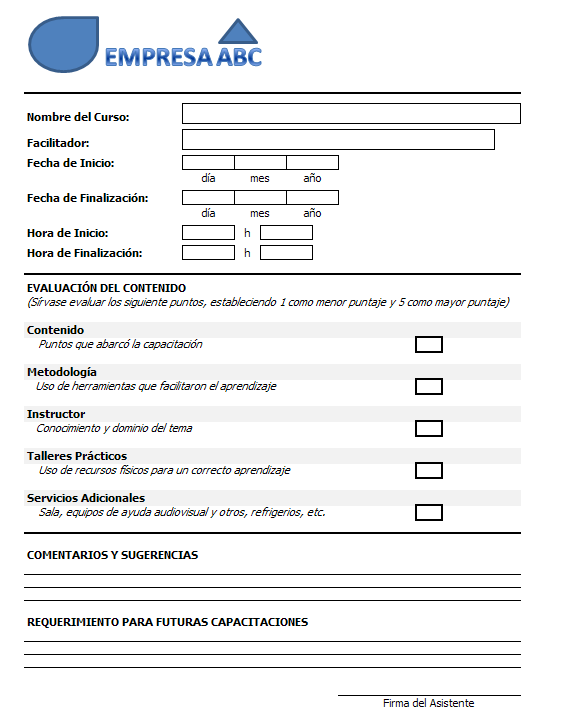 EMPRESA ABC
Nombre del Curso:
Facilitador:
Fecha de Inicio:
día mes año
Fecha de Finalización:
día mes año
Hora de Inicio: h
Hora de Finalización: h
EVALUACIÓN DEL CONTENIDO
(Sírvase evaluar los siguiente puntos, estableciendo 1 como menor puntaje y 5 como mayor puntaje)
Contenido
Puntos que abarcó la capacitación
Metodología
Uso de herramientas que facilitaron el aprendizaje
Instructor
Conocimiento y dominio del tema
Talleres Prácticos
Uso de recursos físicos para un correcto aprendizaje
Servicios Adicionales
Sala, equipos de ayuda audiovisual y otros, refrigerios, etc.
COMENTARIOS Y SUGERENCIAS
REQUERIMIENTO PARA FUTURAS CAPACITACIONES
Firma del Asistente